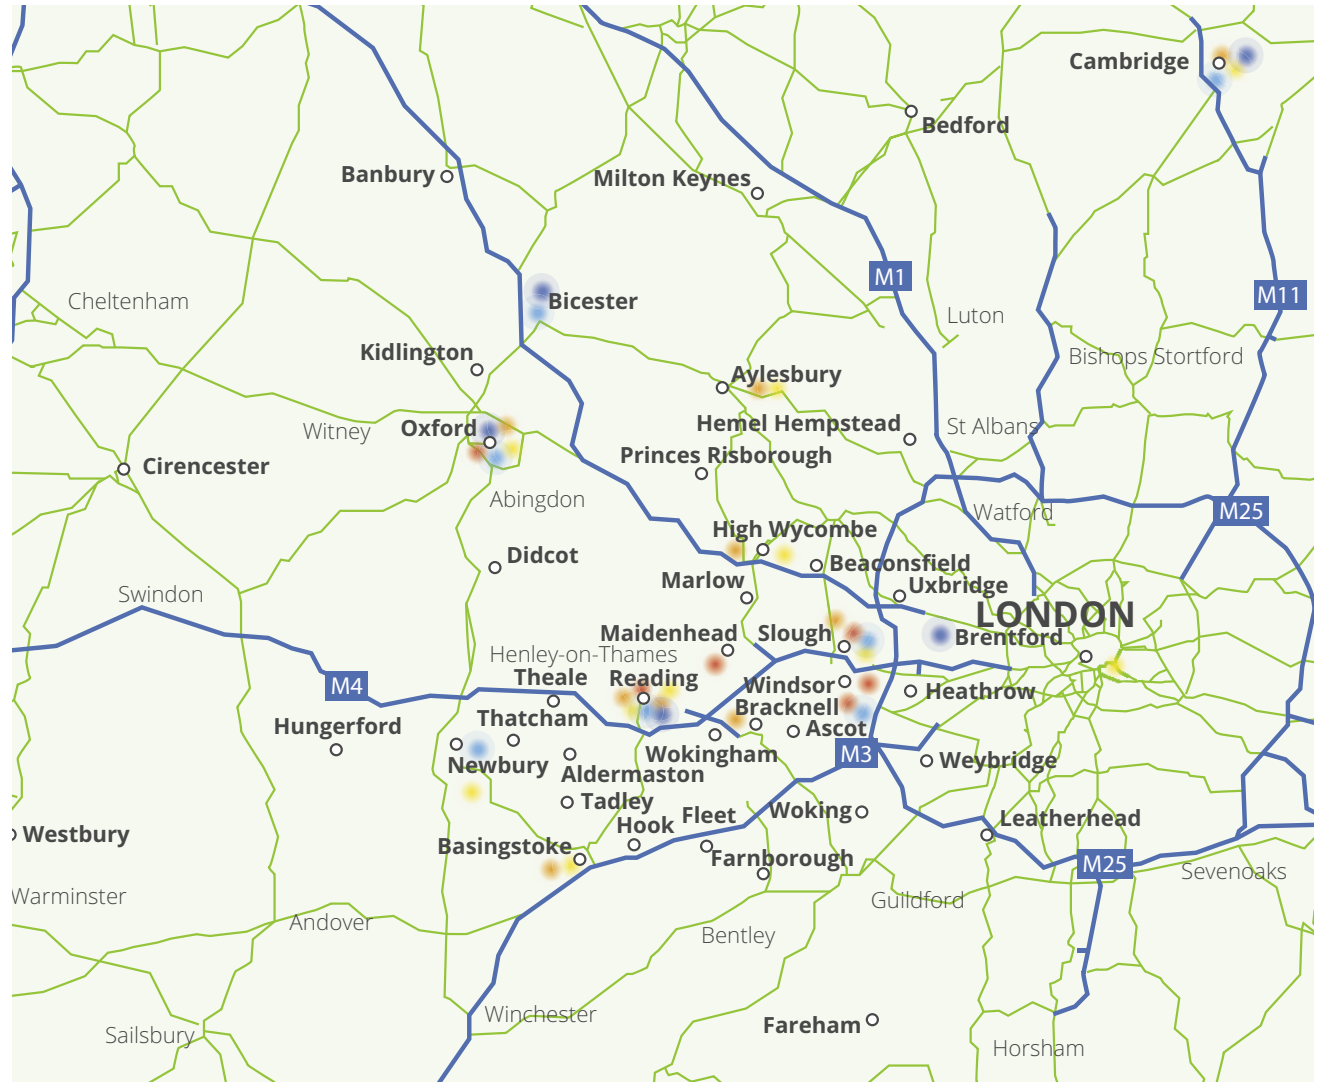 Cambridge
Bedford
Banbury
Milton Keynes
M1
M11
Cheltenham
Bicester
Luton
Kidlington
Bishops Stortford
Aylesbury
Witney
Oxford
Hemel Hempstead
St Albans
Cirencester
Princes Risborough
Abingdon
Watford
M25
High Wycombe
Didcot
Beaconsfield
Marlow
Uxbridge
Swindon
LONDON
Maidenhead
Slough
Brentford
Henley-on-Thames
Theale
Reading
M4
Windsor
Heathrow
Bracknell
Thatcham
Hungerford
Ascot
Wokingham
M3
Newbury
Weybridge
Aldermaston
Tadley
Woking
Fleet
Leatherhead
Hook
Westbury
Basingstoke
Farnborough
M25
Sevenoaks
Warminster
Guildford
Andover
Bentley
Winchester
Fareham
Sailsbury
Horsham